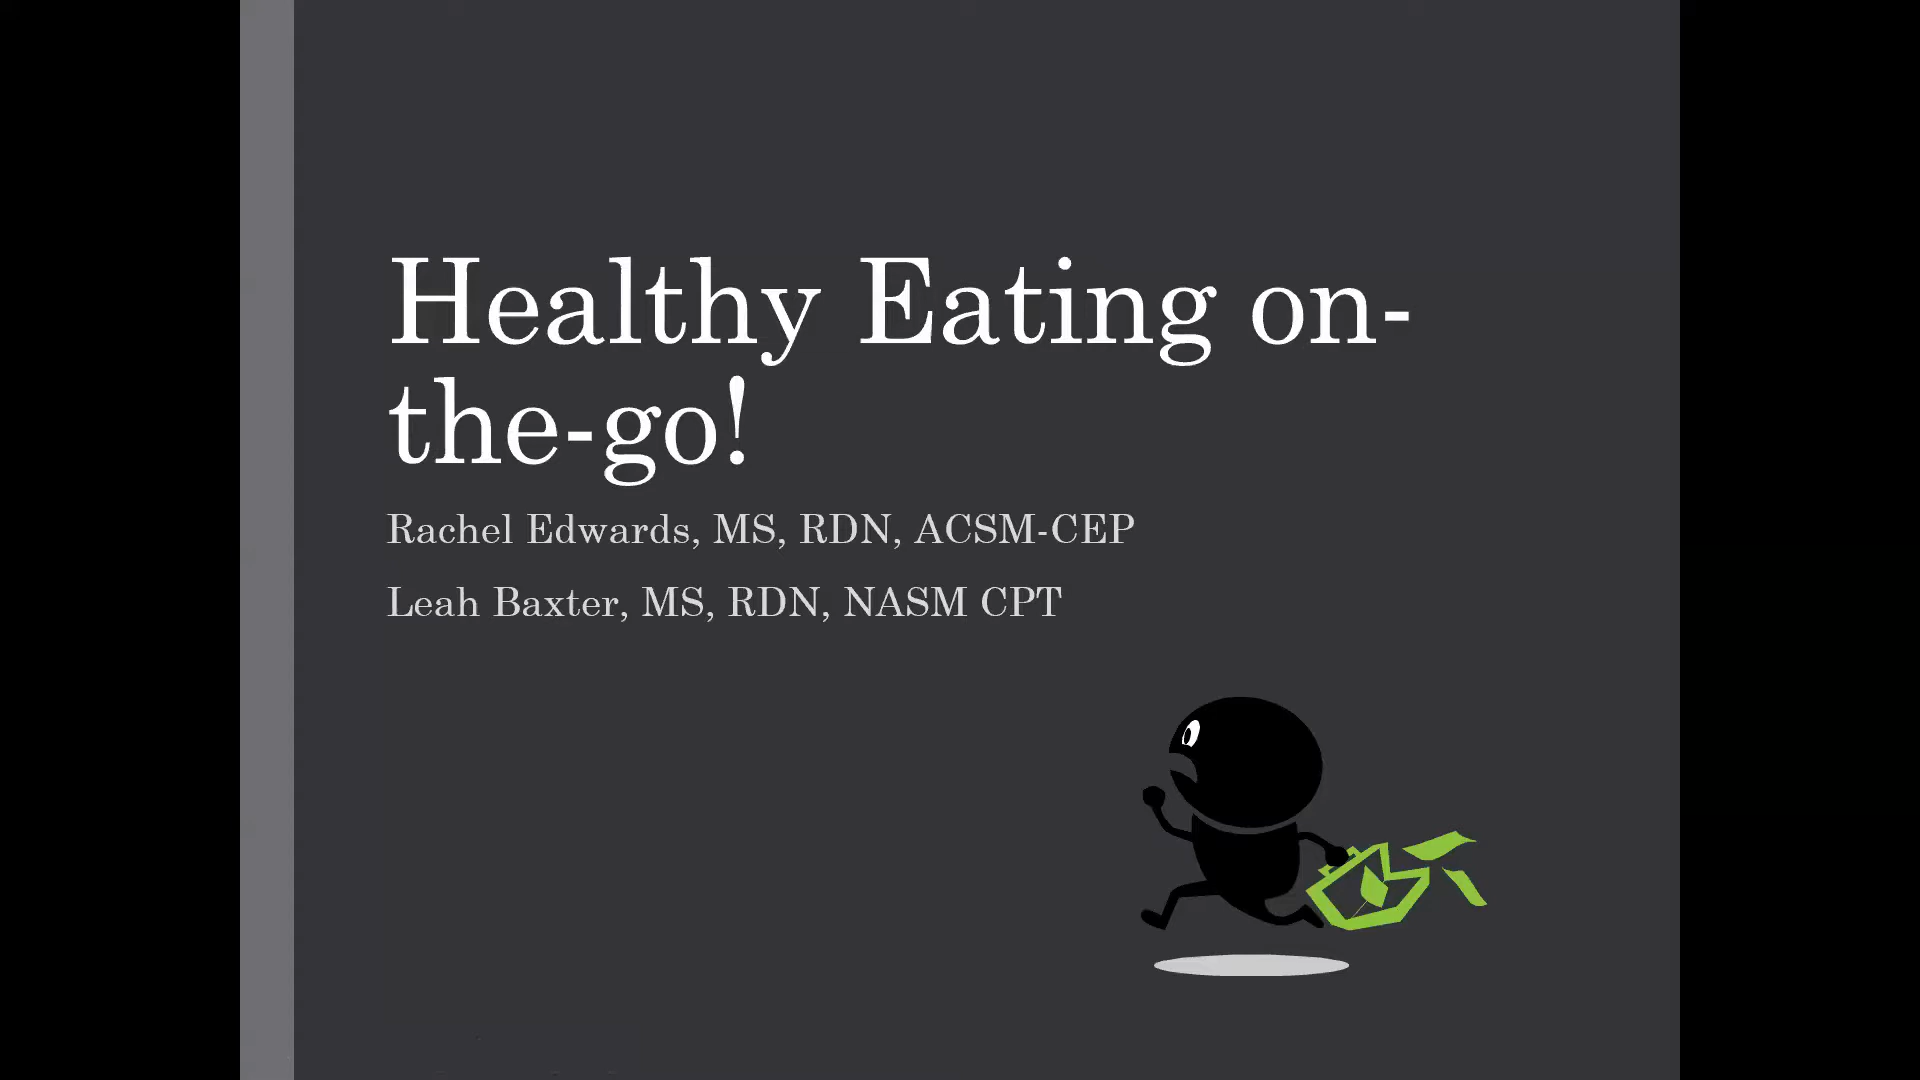 Healthy Eating on-
the-go!
Rachel Edwards, MS, RDN, ACSM-CEP
Leah Baxter, MS, RDN, NASM CPT